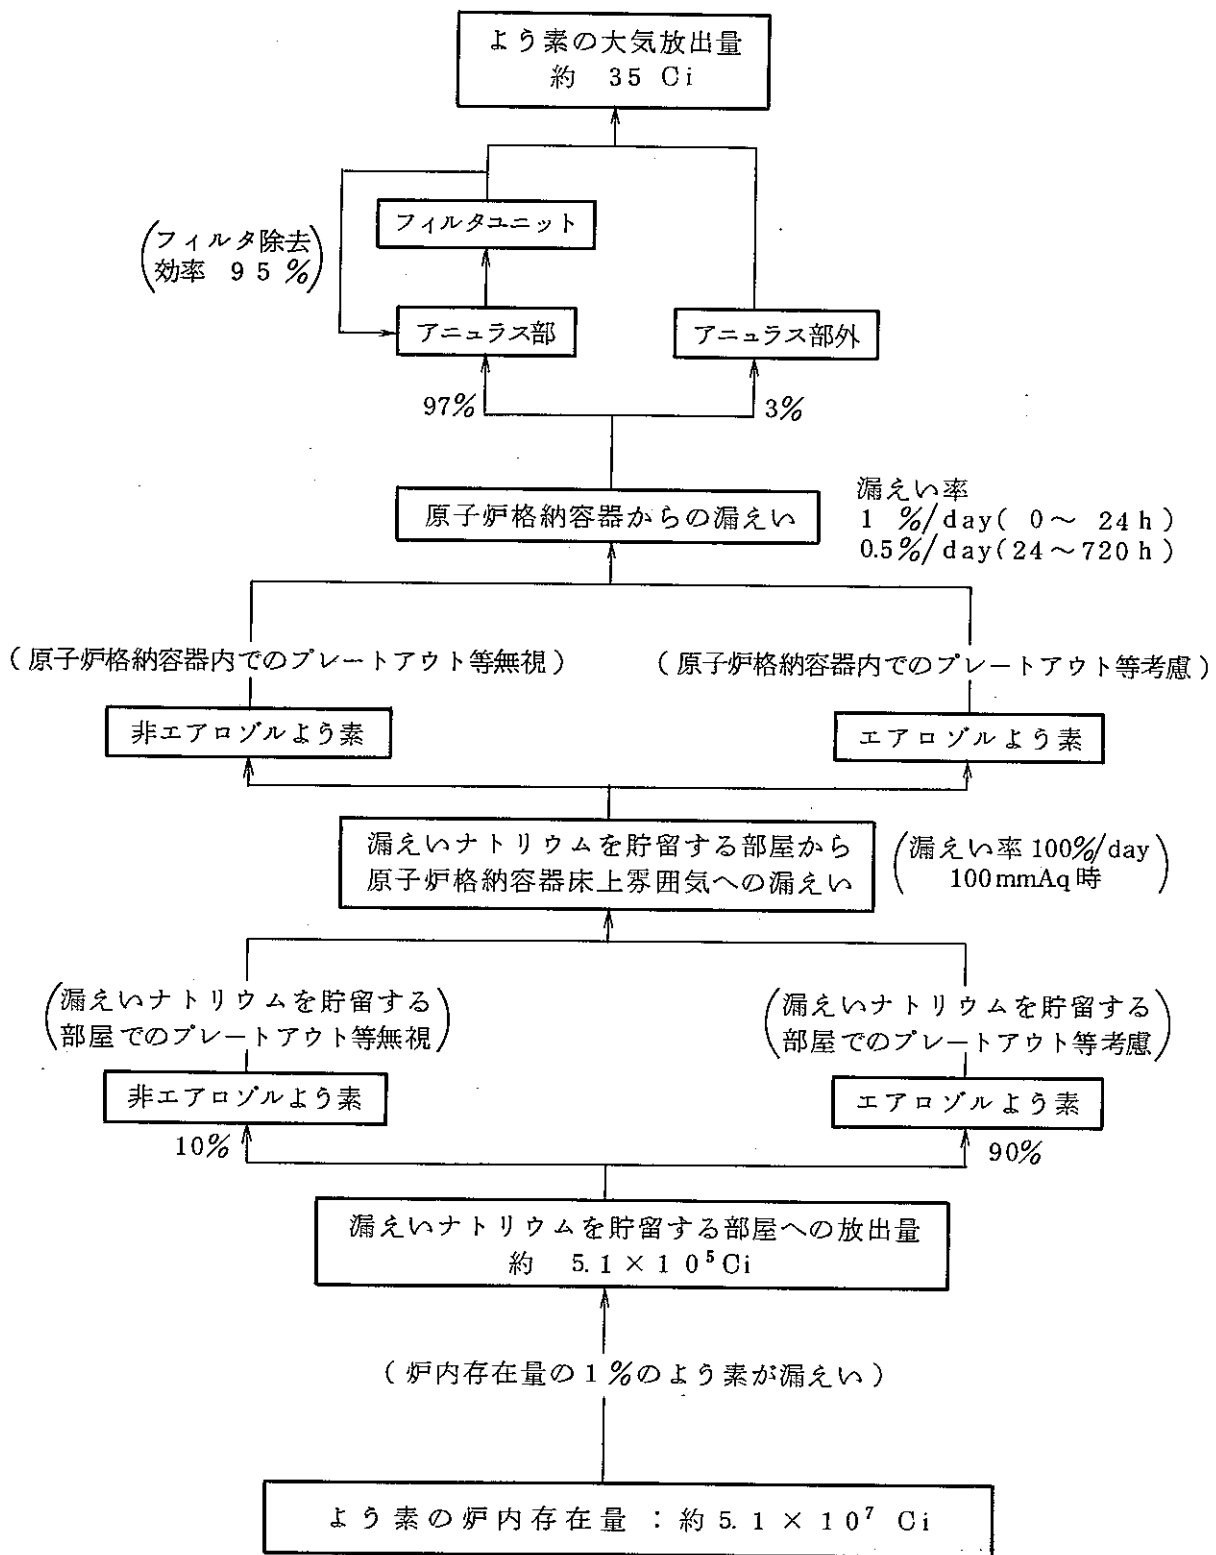 よう素の大気放出量
約 35 Ci
フィルタユニット
(フィルタ除去
効率 95%)
アニュラス部
アニュラス部外
97%
3%
原子炉格納容器からの漏えい
漏えい率
1 %/day( 0～ 24h)
0.5%/day(24～720h)
(原子炉格納容器内でのプレートアウト等無視)
(原子炉格納容器内でのプレートアウト等考慮)
非エアロゾルよう素
エアロゾルよう素
漏えいナトリウムを貯留する部屋から
原子炉格納容器床上雰囲気への漏えい
(漏えい率100%/day
100mmAq時)
(漏えいナトリウムを貯留する
部屋でのプレートアウト等無視)
(漏えいナトリウムを貯留する
部屋でのプレートアウト等考慮)
非エアロゾルよう素
エアロゾルよう素
10%
90%
漏えいナトリウムを貯留する部屋への放出量
約 5.1×10⁵Ci
(炉内存在量の1%のよう素が漏えい)
よう素の炉内存在量：約5.1×10⁷ Ci